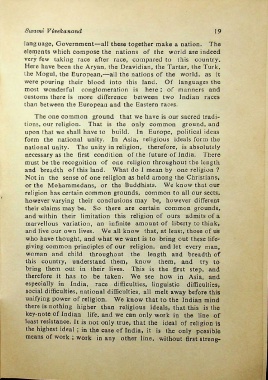 Swami Vivekanand 19
language, Government—all these together make a nation. The
elements which compose the nations of the world are indeed
very few taking race after race, compared to this country.
Here have been the Aryan, the Dravidian, the Tartar, the Turk,
the Mogul, the European,—all the nations of the world, as it
were pouring their blood into this land. Of languages the
most wonderful conglomeration is here; of manners and
customs there is more difference between two Indian races
than between the European and the Eastern races.
The one common ground that we have is our sacred tradi-
tions, our religion. That is the only common ground, and
upon that we shall have to build. In Europe, political ideas
form the national unity. In Asia, religious ideals form the
national unity. The unity in religion, therefore, is absolutely
necessary as the first condition of the future of India. There
must be the recognition of one religion throughout the length
and breadth of this land. What do I mean by one religion?
Not in the sense of one religion as held among the Christians,
or the Mohammedans, or the Buddhists. We know that our
religion has certain common grounds, common to all our sects,
however varying their conclusions may be, however different
their claims may be. So there are certain common grounds,
and within their limitation this religion of ours admits of a
marvellous variation, an infinite amount of liberty to think,
and live our own lives. We all know that, at least, those of us
who have thought, and what we want is to bring out these life-
giving common principles of our religion, and let every man,
woman and child throughout the length and breadth of
this country, understand them, know them, and try to
bring them out in their lives. This is the first step, and
therefore it has to be taken. We see how in Asia, and
especially in India, race difficulties, linguistic difficulties,
social difficulties, national difficulties, all melt away before this
unifying power of religion. We know that to the Indian mind
there is nothing higher than religious ideals, that this is the
key-note of Indian life, and we can only work in the line of
least resistance. It is not only true, that the ideal of religion is
the highest ideal; in the case of India, it is the only possible
means of work; work in any other line, without first streng-